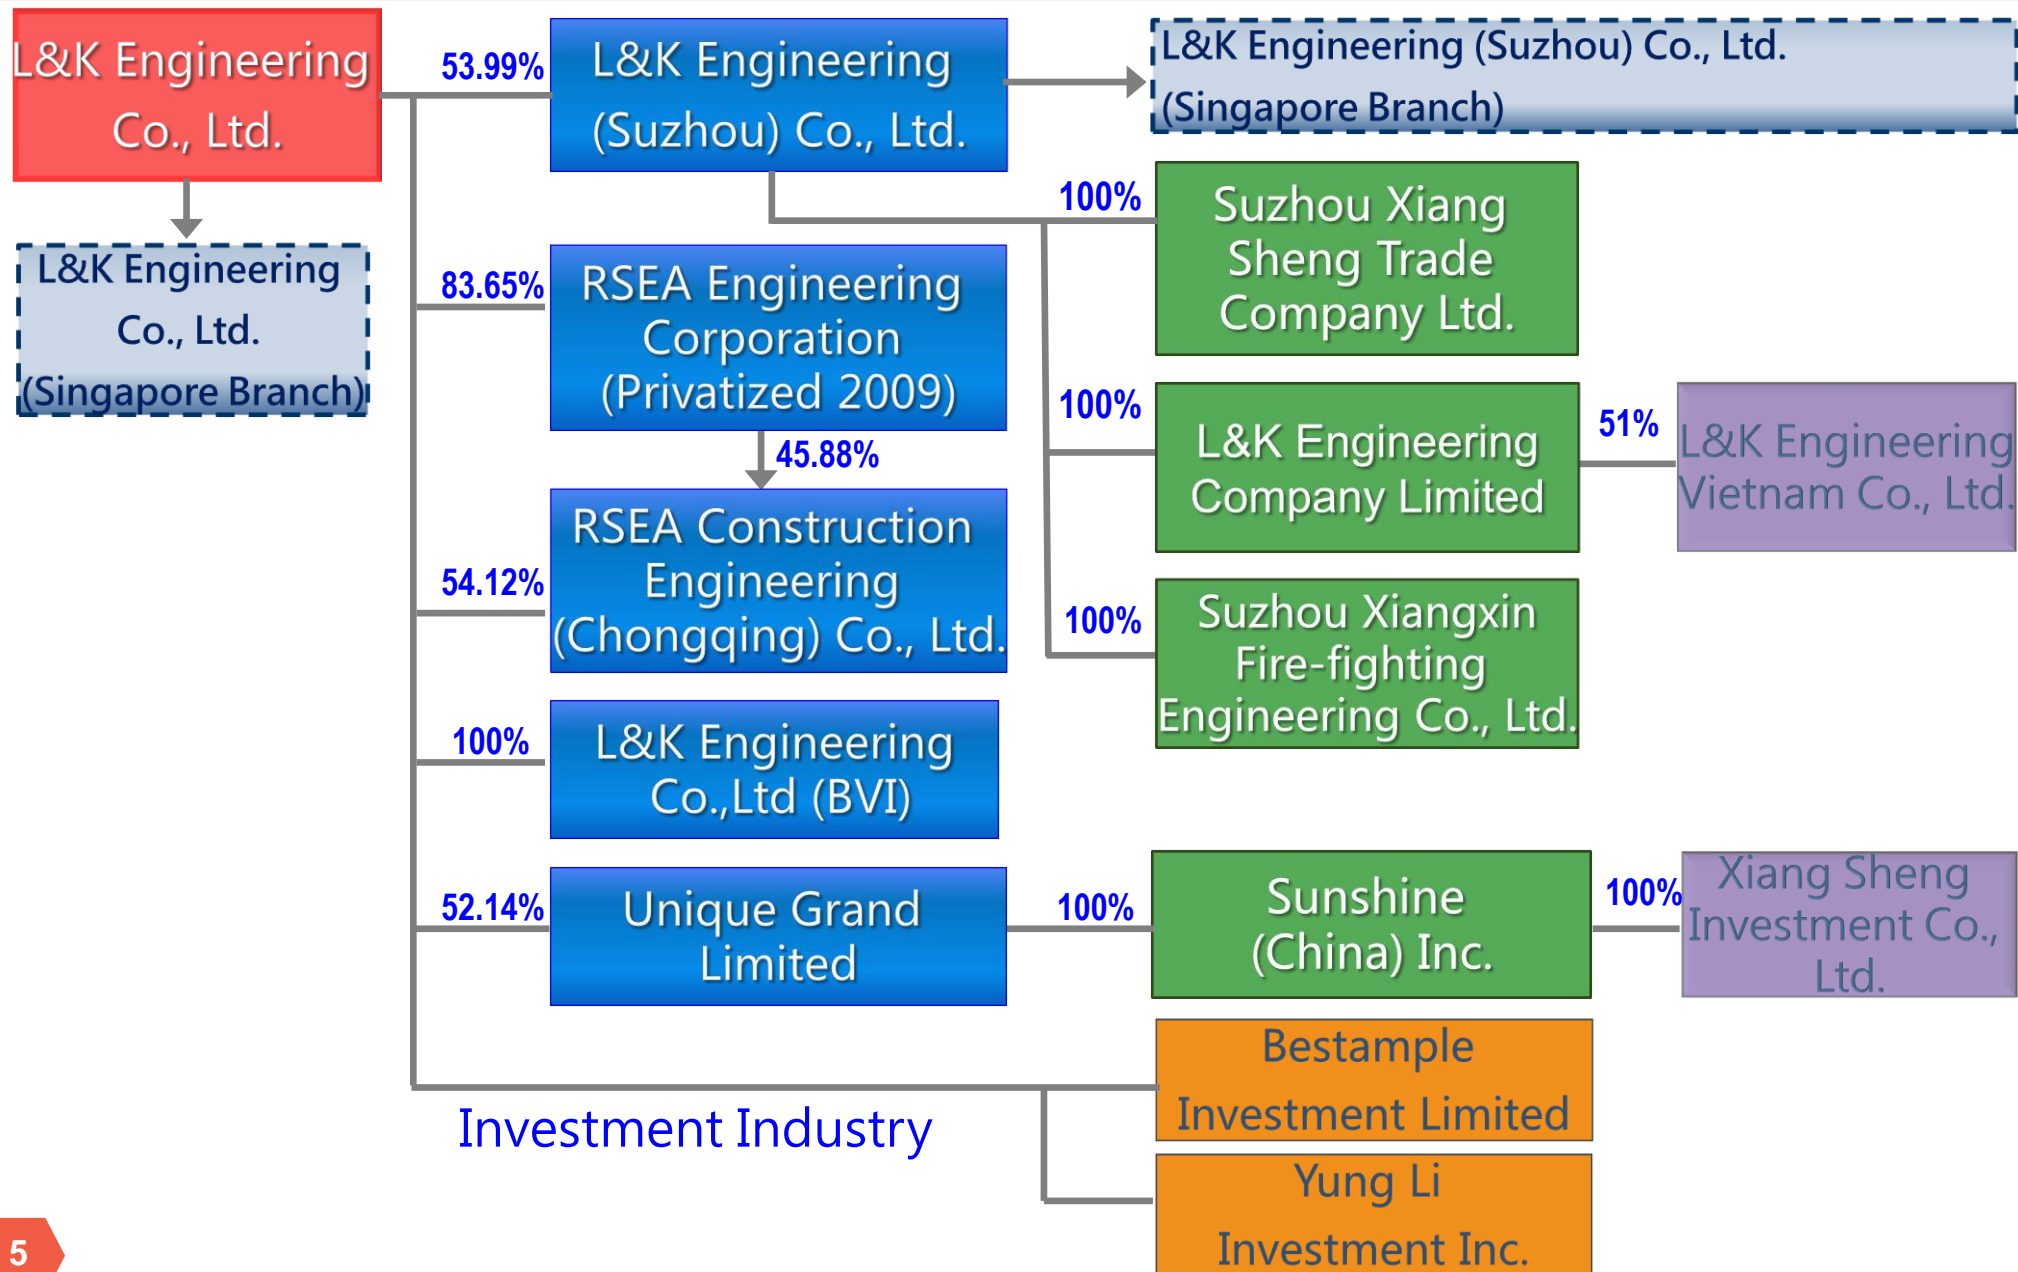 L&K Engineering
Co., Ltd.
53.99%
L&K Engineering
(Suzhou) Co., Ltd.
L&K Engineering (Suzhou) Co., Ltd.
(Singapore Branch)
L&K Engineering
Co., Ltd.
(Singapore Branch)
100%
Suzhou Xiang
Sheng Trade
Company Ltd.
83.65%
RSEA Engineering
Corporation
(Privatized 2009)
45.88%
100%
L&K Engineering
Company Limited
51%
L&K Engineering
Vietnam Co., Ltd.
54.12%
RSEA Construction
Engineering
(Chongqing) Co., Ltd.
100%
Suzhou Xiangxin
Fire-fighting
Engineering Co., Ltd.
100%
L&K Engineering
Co.,Ltd (BVI)
52.14%
Unique Grand
Limited
100%
Sunshine
(China) Inc.
100%
Xiang Sheng
Investment Co.,
Ltd.
Investment Industry
Bestample
Investment Limited
Yung Li
Investment Inc.
5